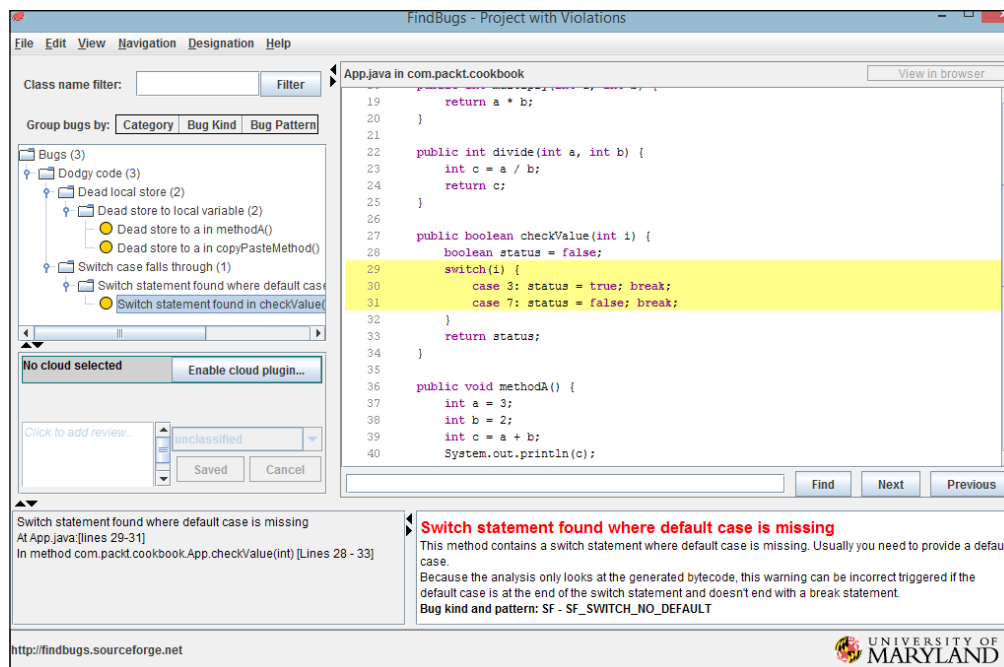 FindBugs - Project with Violations
File Edit View Navigation Designation Help
Class name filter:
Filter
Group bugs by: Category Bug Kind Bug Pattern
Bugs (3)
Dodgy code (3)
Dead local store (2)
Dead store to local variable (2)
Dead store to a in methodA()
Dead store to a in copyPasteMethod()
Switch case falls through (1)
Switch statement found where default case
Switch statement found in checkValue(
No cloud selected
Enable cloud plugin...
Click to add review...
unclassified
Saved Cancel
App.java in com.packt.cookbook
View in browser
19 return a * b;
20 }
21
22 public int divide(int a, int b) {
23 int c = a / b;
24 return c;
25 }
26
27 public boolean checkValue(int i) {
28 boolean status = false;
29 switch(i) {
30 case 3: status = true; break;
31 case 7: status = false; break;
32 }
33 return status;
34 }
35
36 public void methodA() {
37 int a = 3;
38 int b = 2;
39 int c = a + b;
40 System.out.println(c);
Find Next Previous
Switch statement found where default case is missing
At App.java:[lines 29-31]
In method com.packt.cookbook.App.checkValue(int) [Lines 28 - 33]
Switch statement found where default case is missing
This method contains a switch statement where default case is missing. Usually you need to provide a defau
case.
Because the analysis only looks at the generated bytecode, this warning can be incorrect triggered if the
default case is at the end of the switch statement and doesn't end with a break statement.
Bug kind and pattern: SF - SF_SWITCH_NO_DEFAULT
http://findbugs.sourceforge.net
UNIVERSITY OF
MARYLAND